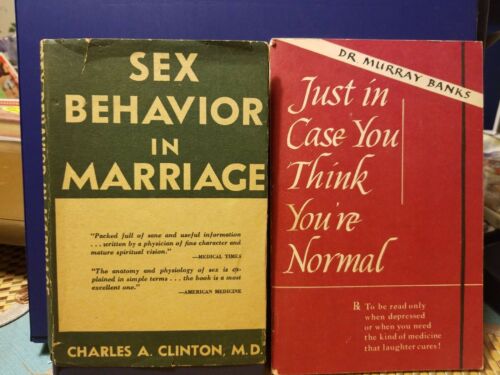 SEX
BEHAVIOR
IN
MARRIAGE
"Packed full of sane and useful information
. . . written by a physician of fine character and
mature spiritual vision."
—MEDICAL TIMES
"The anatomy and physiology of sex is ex-
plained in simple terms . . . the book is a most
excellent one."
—AMERICAN MEDICINE
CHARLES A. CLINTON, M.D.
DR. MURRAY BANKS
Just in
Case You
Think
You're
Normal
℞ To be read only
when depressed
or when you need
the kind of medicine
that laughter cures!